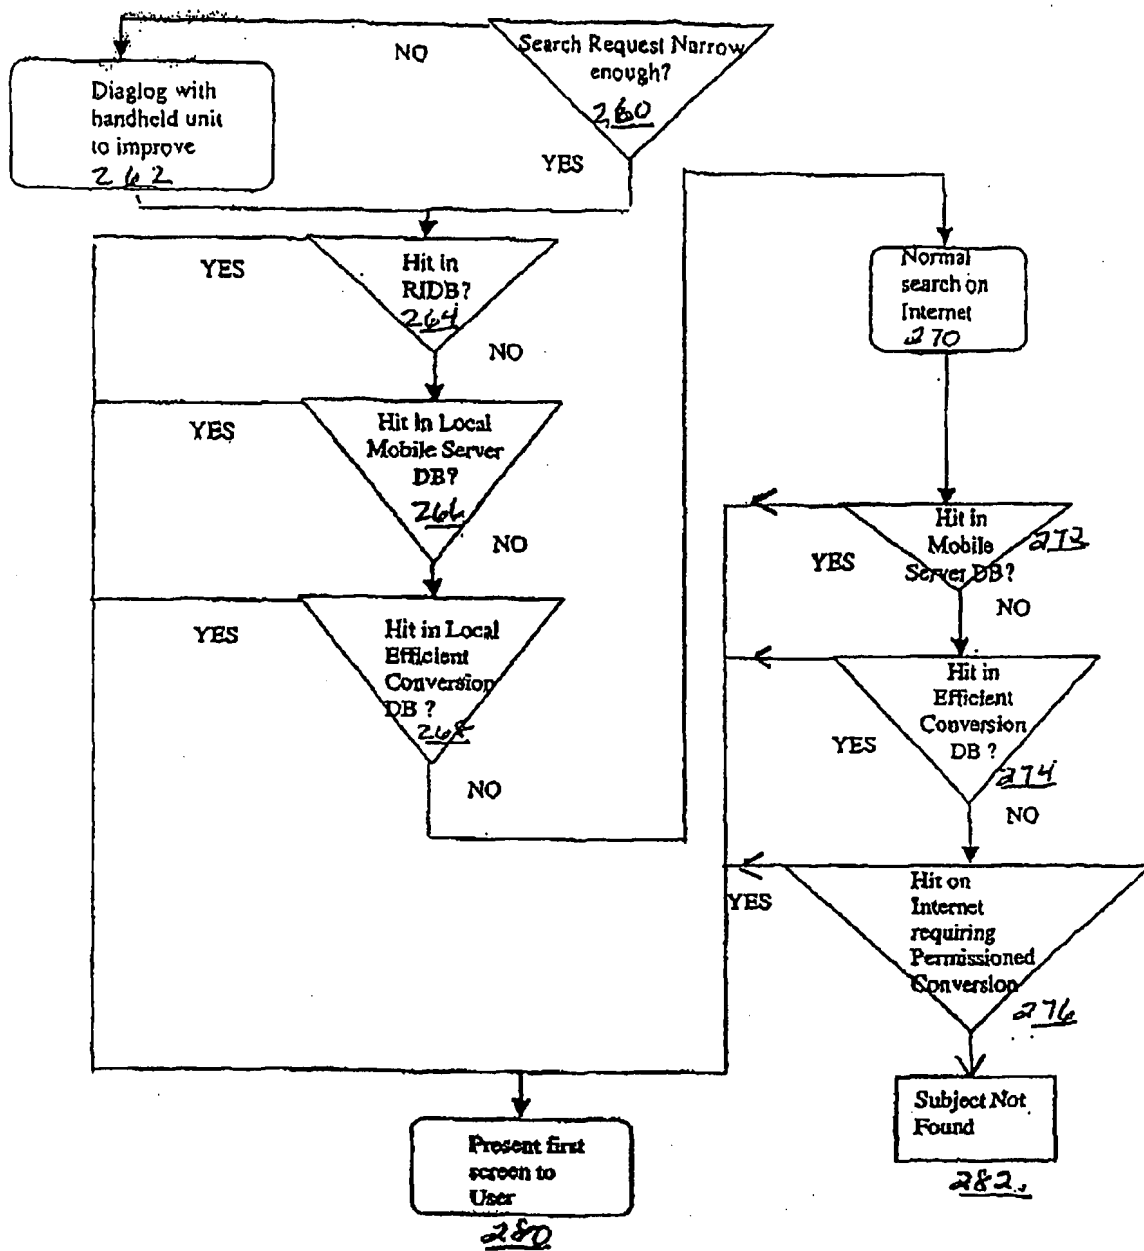 NO
Search Request Narrow
enough?
260
YES
Diaglog with
handheld unit
to improve
262
YES
Hit in
RIDB?
264
NO
YES
Hit in Local
Mobile Server
DB?
266
NO
YES
Hit in Local
Efficient
Conversion
DB ?
268
NO
Normal
search on
Internet
270
Hit in
Mobile
Server DB?
272
YES
NO
Hit in
Efficient
Conversion
DB ?
274
YES
NO
Hit on
Internet
requiring
Permissioned
Conversion
276
YES
Subject Not
Found
282
Present first
screen to
User
280